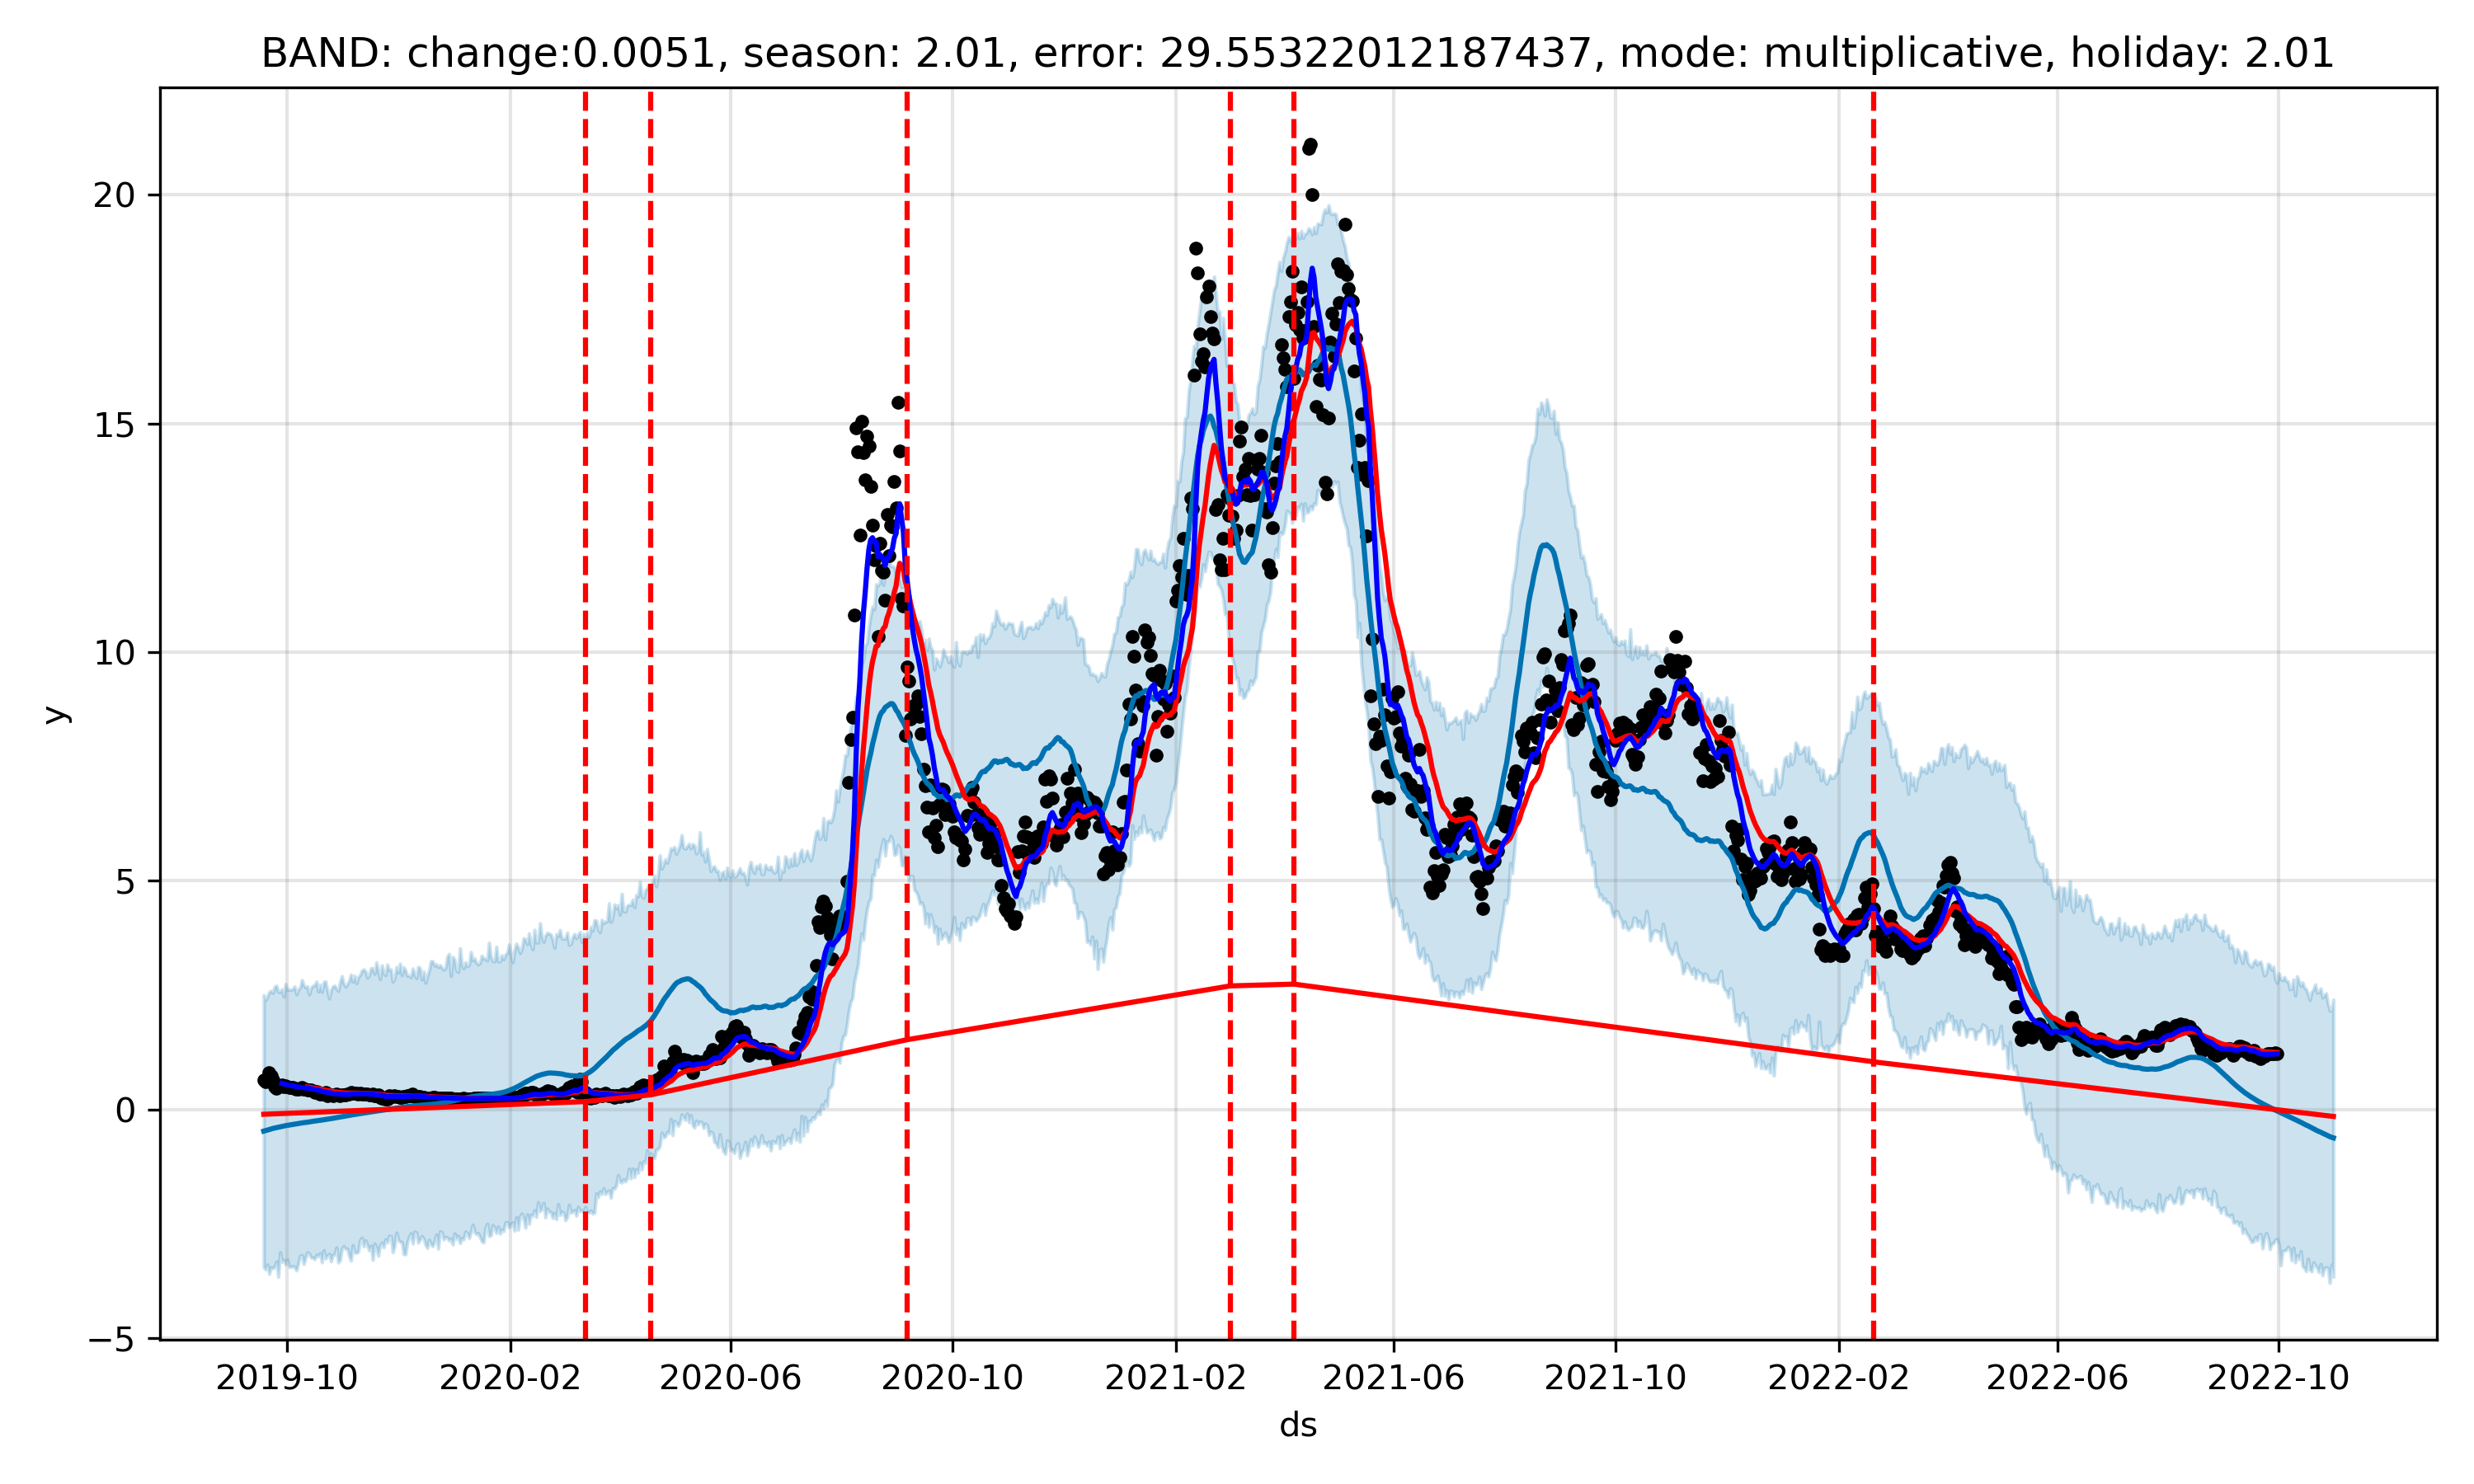 BAND: change:0.0051, season: 2.01, error: 29.55322012187437, mode: multiplicative, holiday: 2.01
20
15
10
5
0
−5
y
2019-10 2020-02 2020-06 2020-10 2021-02 2021-06 2021-10 2022-02 2022-06 2022-10
ds